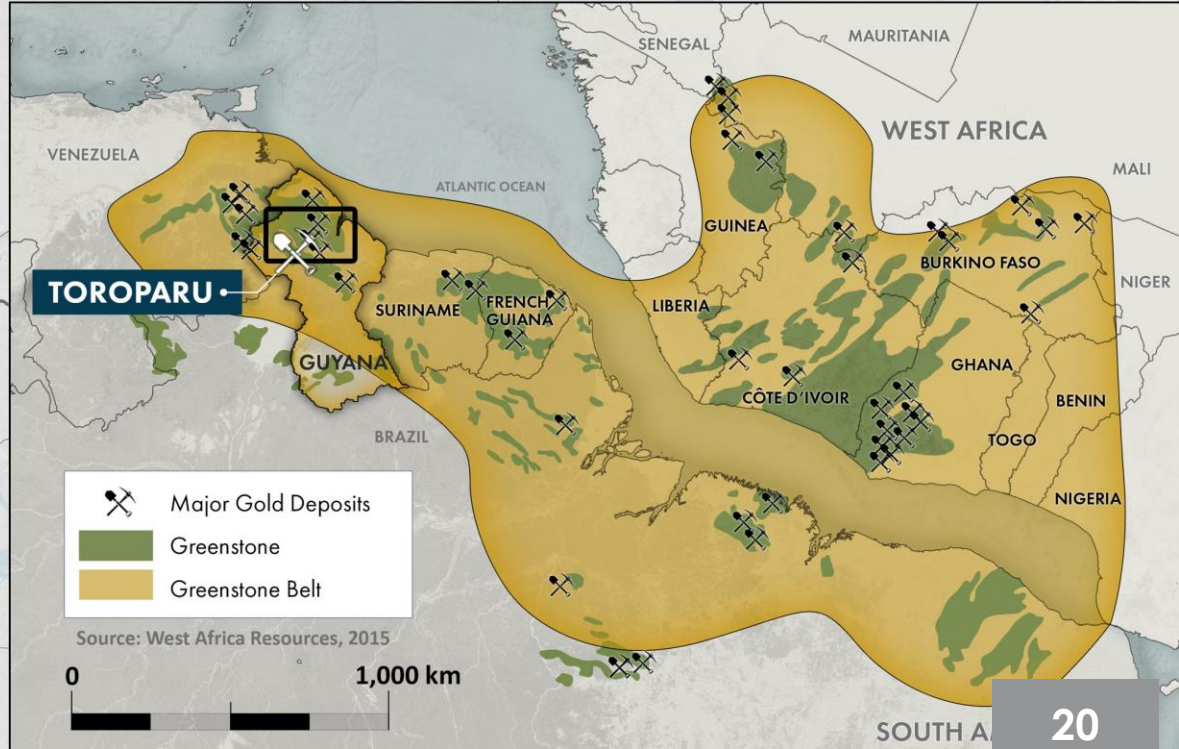 SENEGAL
MAURITANIA
WEST AFRICA
MALI
VENEZUELA
ATLANTIC OCEAN
GUINEA
BURKINO FASO
NIGER
TOROPARU
SURINAME
FRENCH
GUIANA
LIBERIA
GUYANA
GHANA
CÔTE D'IVOIR
BENIN
BRAZIL
TOGO
NIGERIA
Major Gold Deposits
Greenstone
Greenstone Belt
Source: West Africa Resources, 2015
0
1,000 km
SOUTH A
20